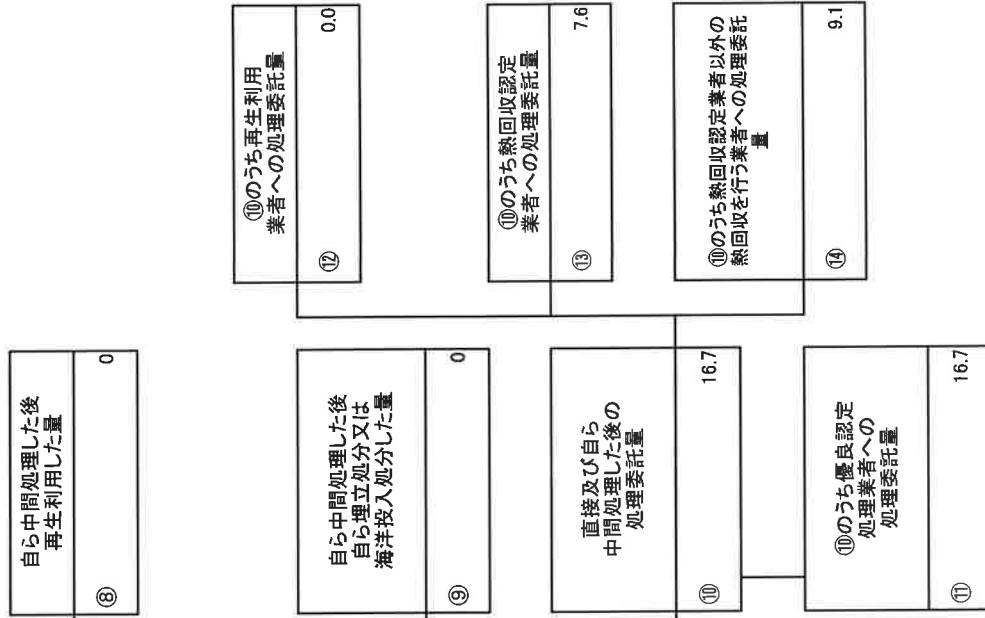 自ら中間処理した後
再生利用した量
⑧
0
自ら中間処理した後
自ら埋立処分又は
海洋投入処分した量
⑨
0
直接及び自ら
中間処理した後の
処理委託量
⑩
16.7
⑩のうち優良認定
処理業者への
処理委託量
⑪
16.7
⑩のうち再生利用
業者への処理委託量
⑫
0.0
⑩のうち熱回収認定
業者への処理委託量
⑬
7.6
⑩のうち熱回収認定業者以外の
熱回収を行う業者への処理委託
量
⑭
9.1